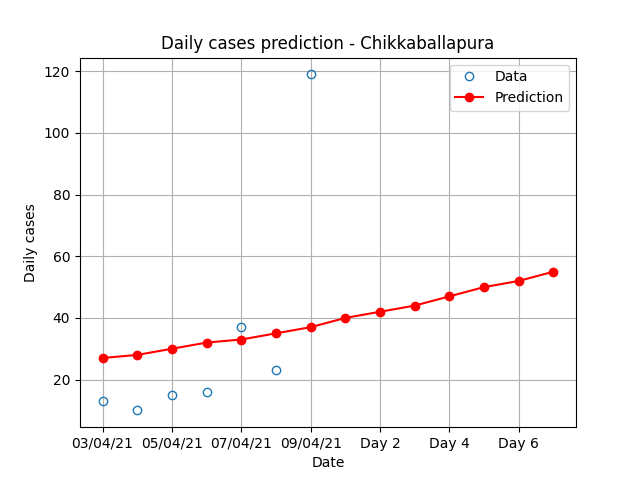 Daily cases prediction - Chikkaballapura
Data
Prediction
120
100
80
60
40
20
Daily cases
03/04/21 05/04/21 07/04/21 09/04/21 Day 2 Day 4 Day 6
Date